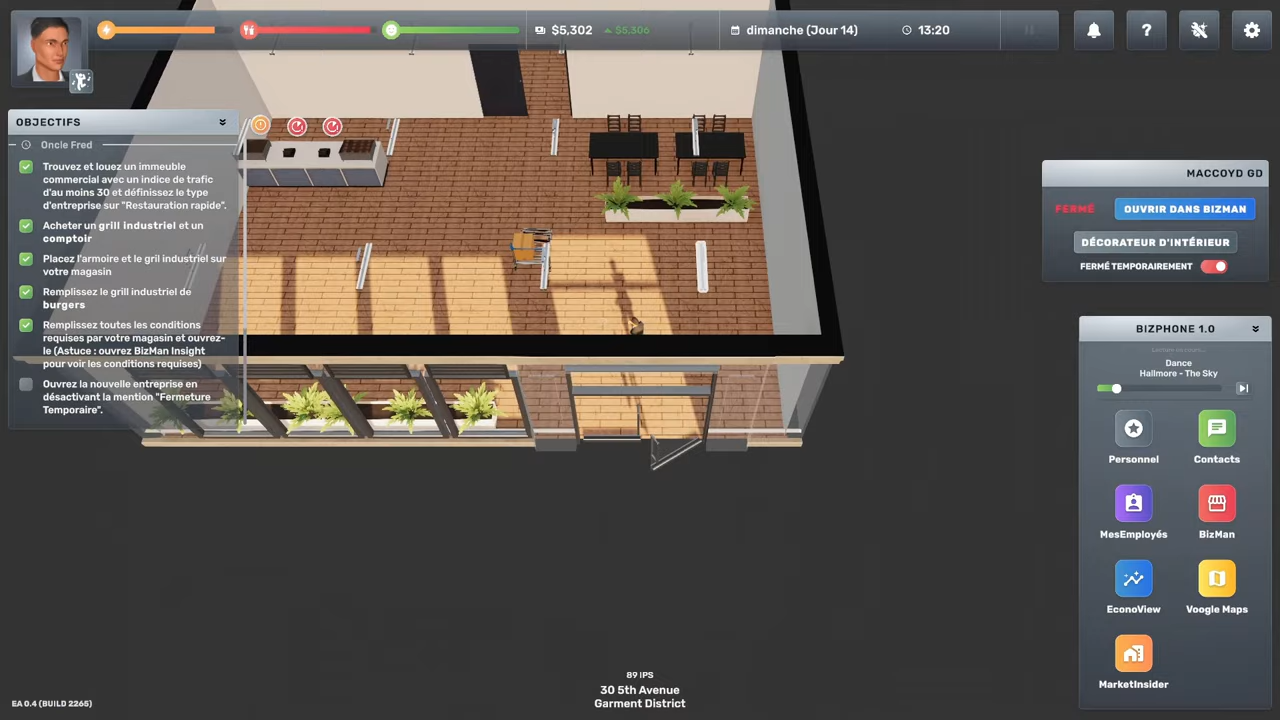 $5,302
$5,306
dimanche (Jour 14)
13:20
?
OBJECTIFS
Oncle Fred
Trouvez et louez un immeuble
commercial avec un indice de trafic
d'au moins 30 et définissez le type
d'entreprise sur "Restauration rapide".
Acheter un grill industriel et un
comptoir
Placez l'armoire et le gril industriel sur
votre magasin
Remplissez le grill industriel de
burgers
Remplissez toutes les conditions
requises par votre magasin et ouvrez-
le (Astuce : ouvrez BizMan Insight
pour voir les conditions requises)
Ouvrez la nouvelle entreprise en
désactivant la mention "Fermeture
Temporaire".
MACCOYD GD
FERMÉ
OUVRIR DANS BIZMAN
DÉCORATEUR D'INTÉRIEUR
FERMÉ TEMPORAIREMENT
BIZPHONE 1.0
Dance
Hallmore - The Sky
Personnel
Contacts
MesEmployés
BizMan
EconoView
Voogle Maps
MarketInsider
89 IPS
30 5th Avenue
Garment District
EA 0.4 (BUILD 2265)